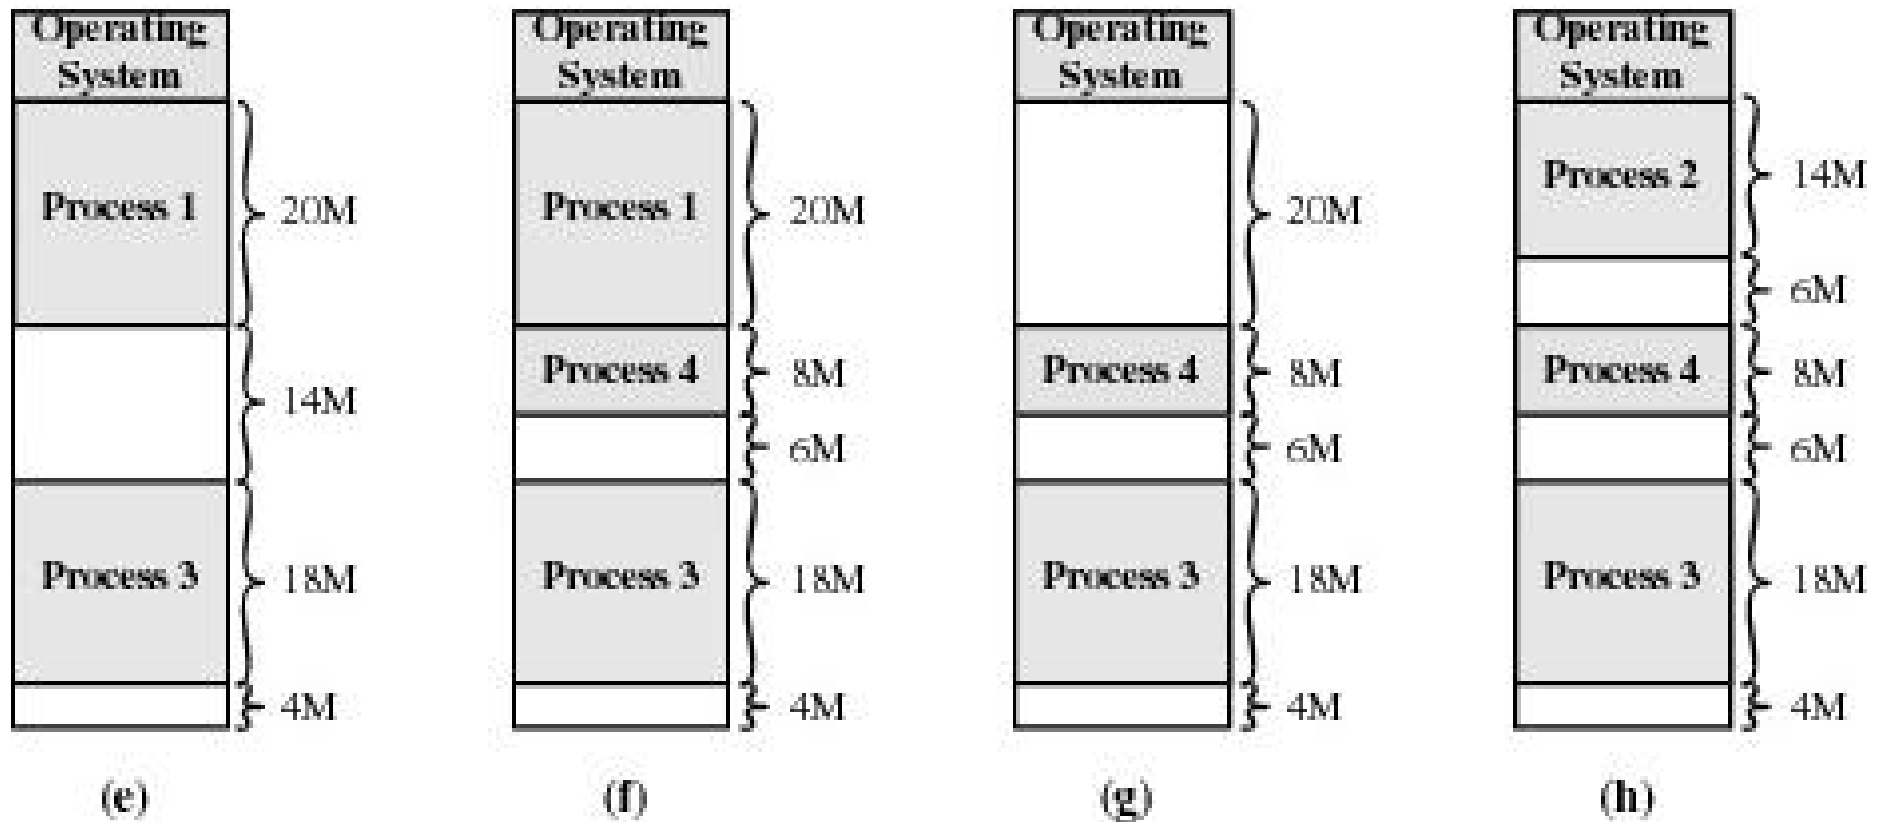 Operating
System
Process 1
20M
14M
Process 3
18M
4M
(e)
Operating
System
Process 1
20M
Process 4
8M
6M
Process 3
18M
4M
(f)
Operating
System
20M
Process 4
8M
6M
Process 3
18M
4M
(g)
Operating
System
Process 2
14M
6M
Process 4
8M
6M
Process 3
18M
4M
(h)